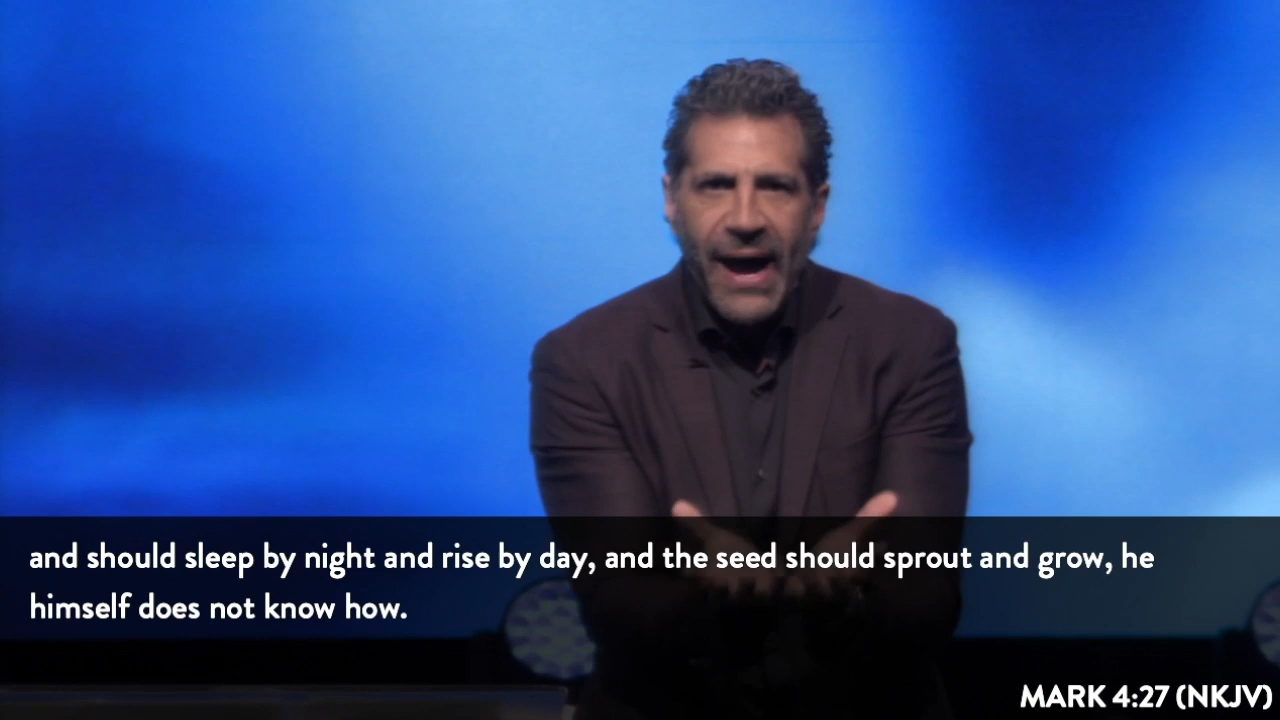 and should sleep by night and rise by day, and the seed should sprout and grow, he
himself does not know how.
MARK 4:27 (NKJV)